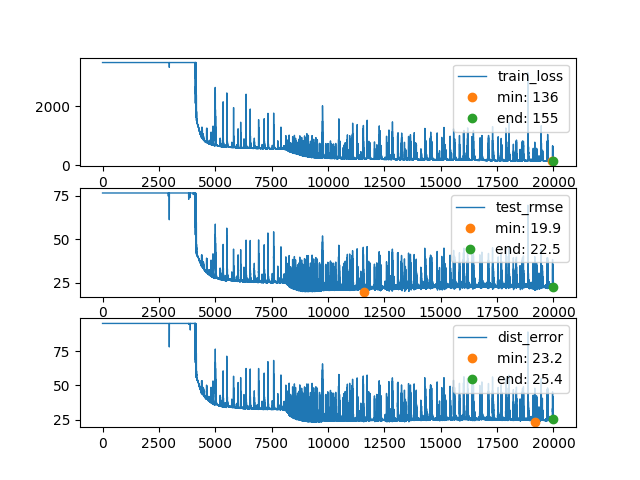 train_loss
min: 136
end: 155
2000
0
0 2500 5000 7500 10000 12500 15000 17500 20000
75
test_rmse
min: 19.9
50
end: 22.5
25
0 2500 5000 7500 10000 12500 15000 17500 20000
dist_error
75
min: 23.2
end: 25.4
50
25
0 2500 5000 7500 10000 12500 15000 17500 20000